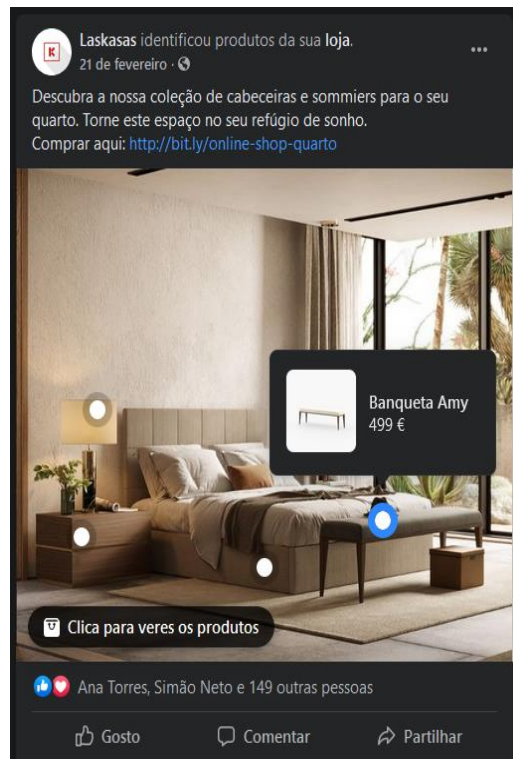 K
Laskasas identificou produtos da sua loja.
21 de fevereiro ·
Descubra a nossa coleção de cabeceiras e sommiers para o seu
quarto. Torne este espaço no seu refúgio de sonho.
Comprar aqui: http://bit.ly/online-shop-quarto
Banqueta Amy
499 €
Clica para veres os produtos
Ana Torres, Simão Neto e 149 outras pessoas
Gosto
Comentar
Partilhar